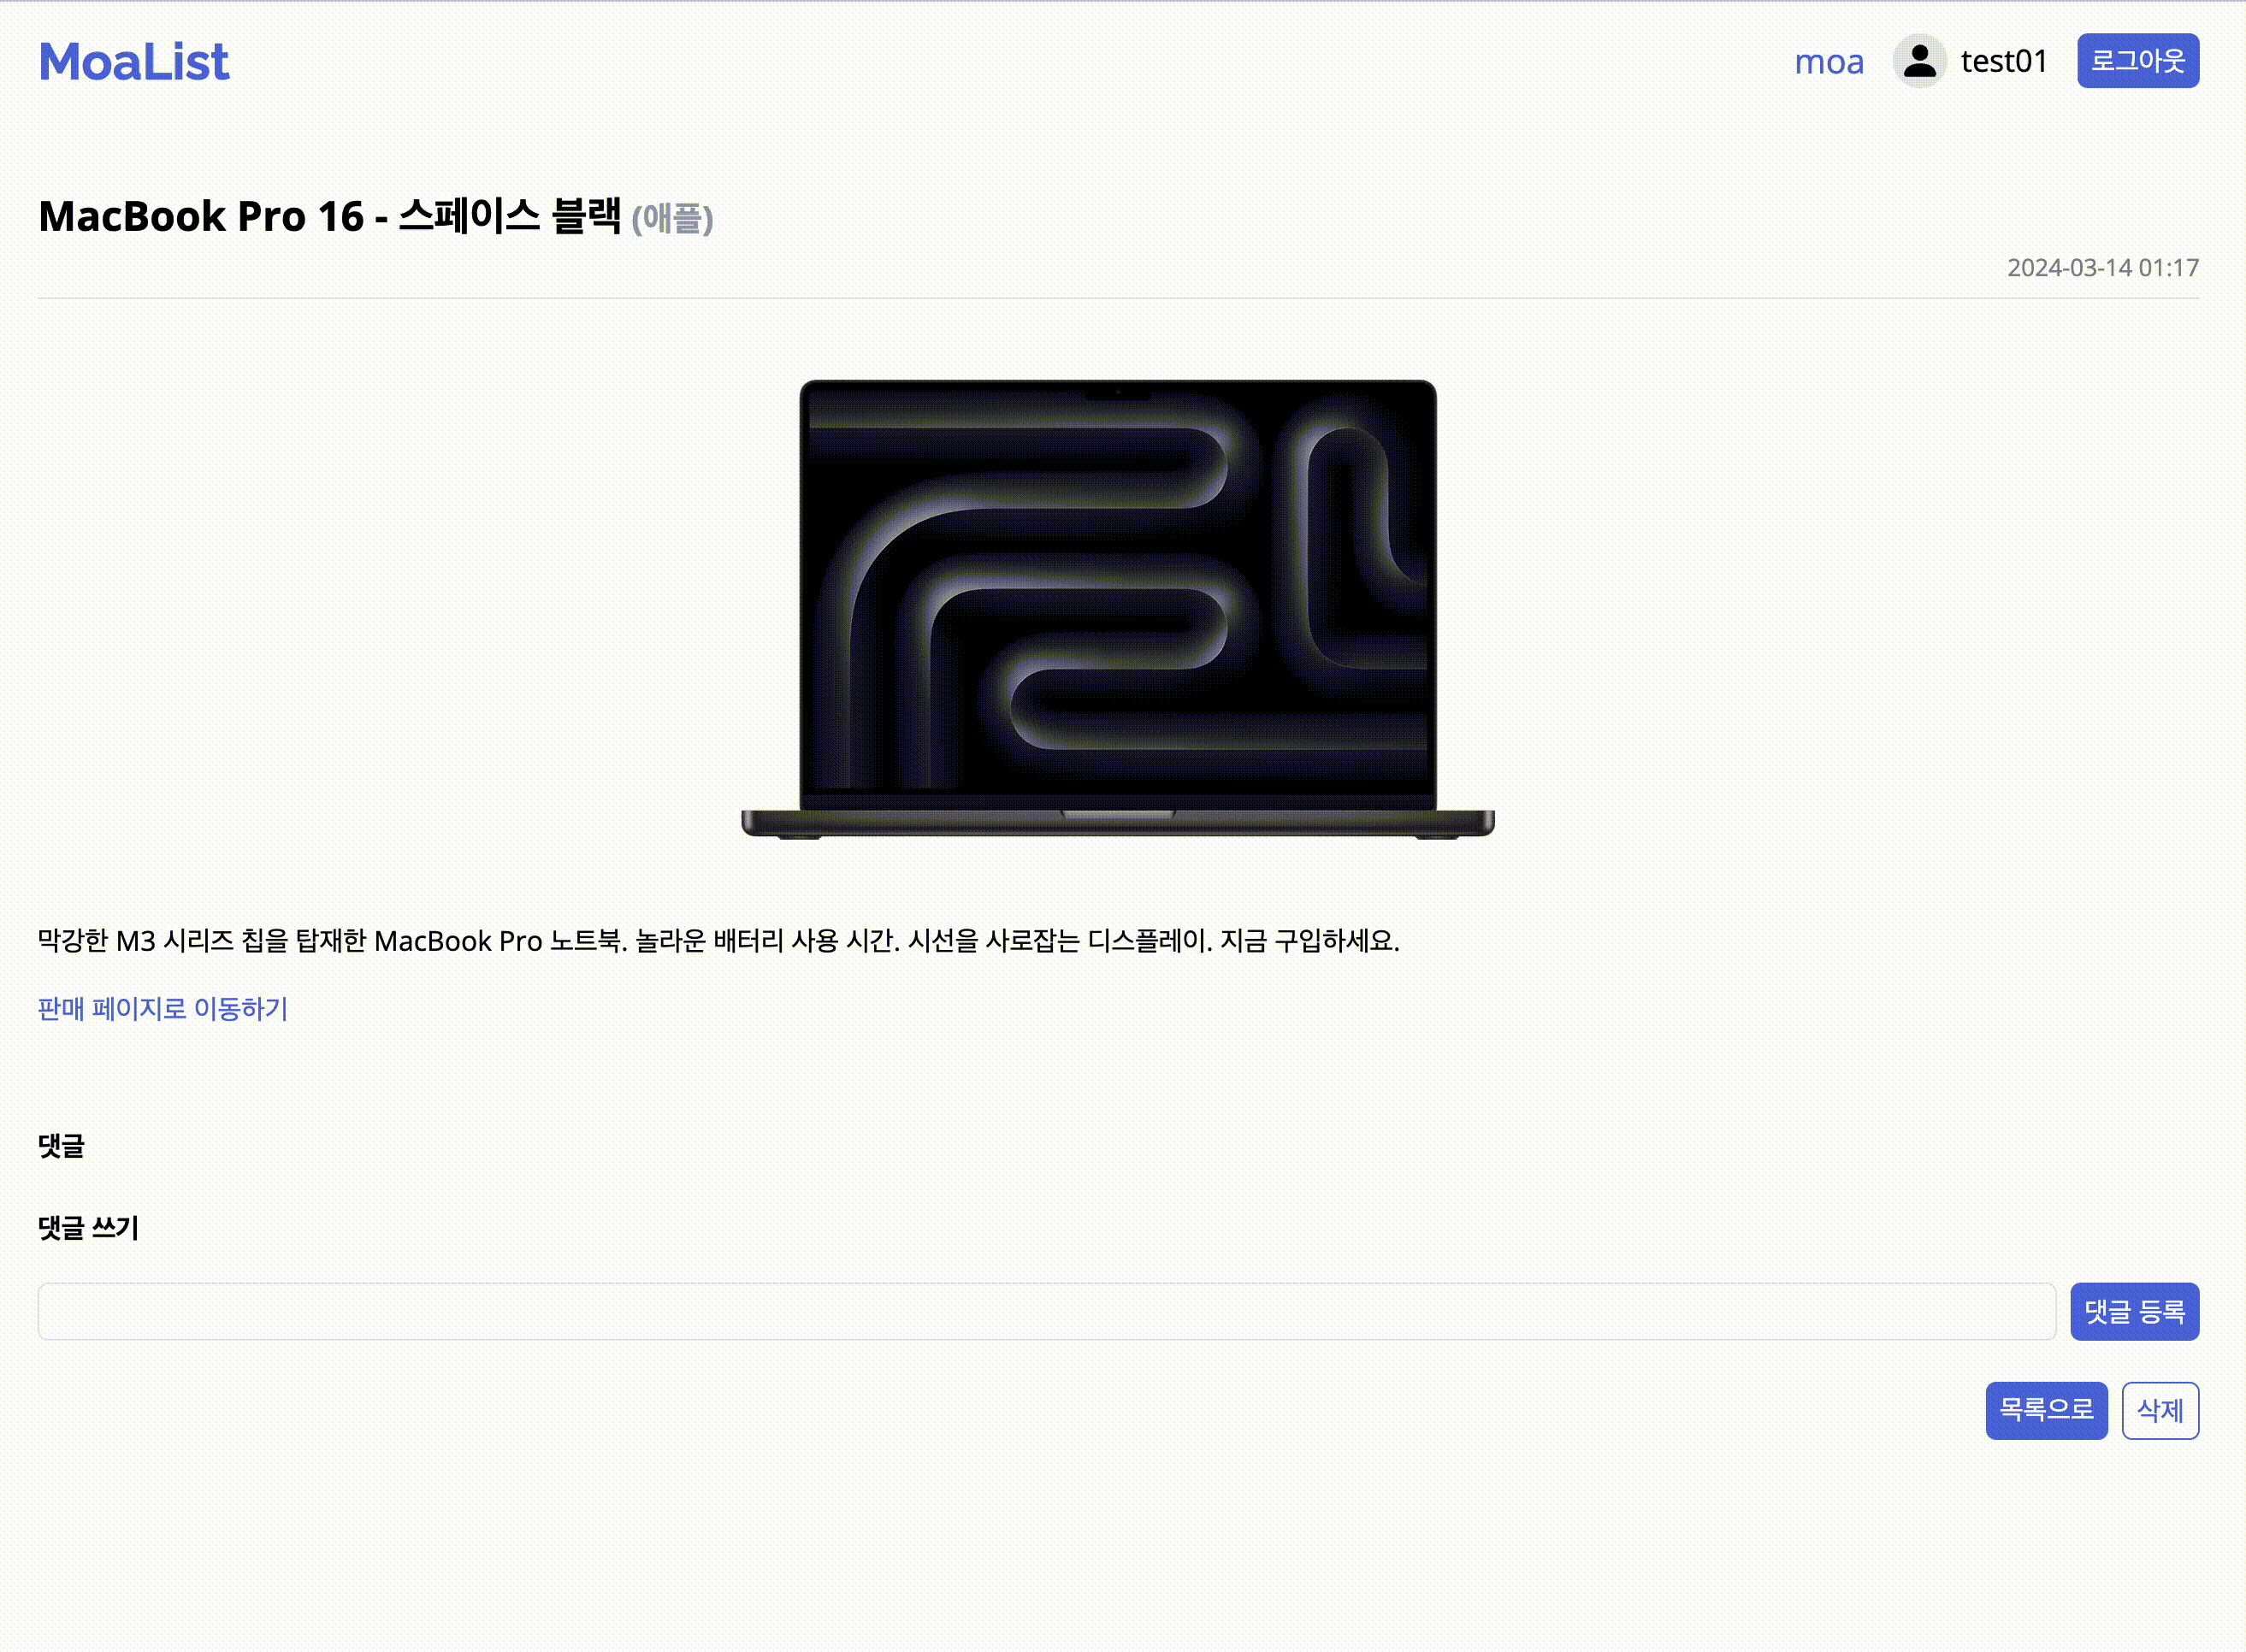 MoaList
moa test01 로그아웃
MacBook Pro 16 - 스페이스 블랙 (애플)
2024-03-14 01:17
막강한 M3 시리즈 칩을 탑재한 MacBook Pro 노트북. 놀라운 배터리 사용 시간. 시선을 사로잡는 디스플레이. 지금 구입하세요.
판매 페이지로 이동하기
댓글
댓글 쓰기
댓글 등록
목록으로 삭제